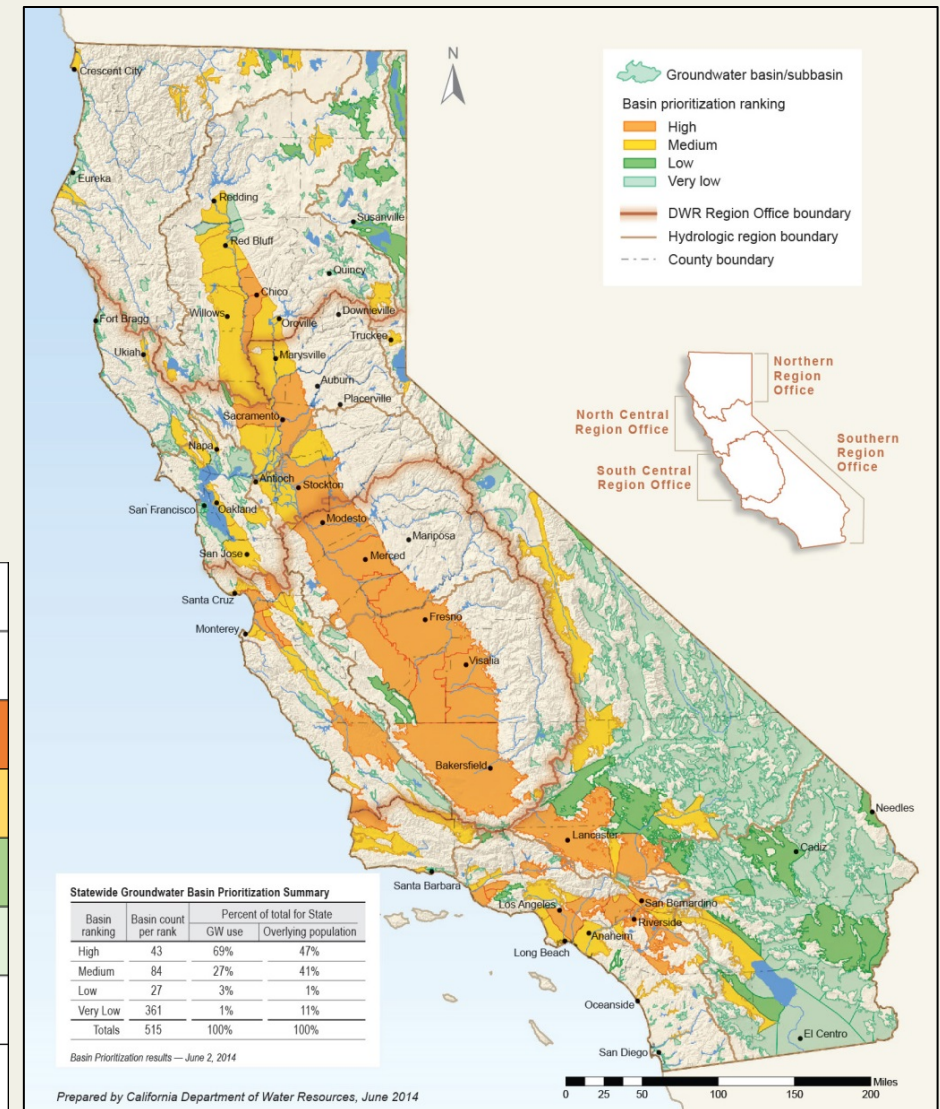 N
Groundwater basin/subbasin
Basin prioritization ranking
High
Medium
Low
Very low
DWR Region Office boundary
Hydrologic region boundary
County boundary
Crescent City
Eureka
Redding
Red Bluff
Susanville
Quincy
Chico
Willows
Oroville
Downieville
Fort Bragg
Truckee
Ukiah
Marysville
Auburn
Placerville
Sacramento
Napa
Antioch
Stockton
San Francisco
Oakland
Modesto
Mariposa
San Jose
Merced
Santa Cruz
Monterey
Fresno
Visalia
Bakersfield
Northern
Region
Office
North Central
Region Office
Southern
Region
Office
South Central
Region Office
Needles
Lancaster
Cadiz
Santa Barbara
Los Angeles
San Bernardino
Riverside
Anaheim
Long Beach
Oceanside
El Centro
San Diego
Statewide Groundwater Basin Prioritization Summary
Basin ranking Basin count per rank Percent of total for State
GW use Overlying population
High 43 69% 47%
Medium 84 27% 41%
Low 27 3% 1%
Very Low 361 1% 11%
Totals 515 100% 100%
Basin Prioritization results — June 2, 2014
Miles
0 25 50 100 150 200
Prepared by California Department of Water Resources, June 2014